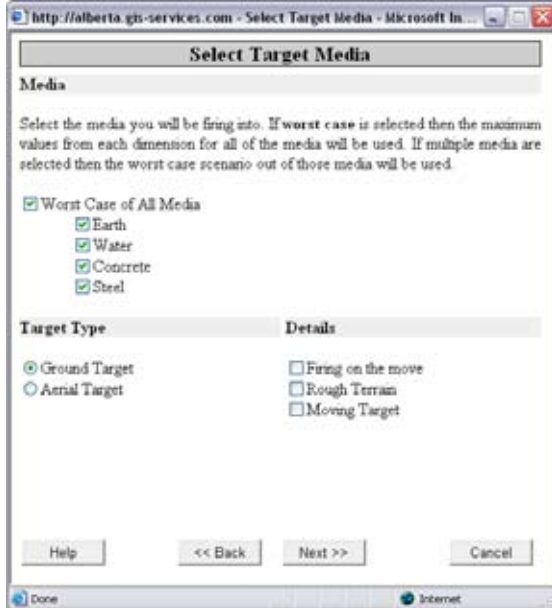 http://alberta.gis-services.com - Select Target Media - Microsoft In...
Select Target Media
Media
Select the media you will be firing into. If worst case is selected then the maximum
values from each dimension for all of the media will be used. If multiple media are
selected then the worst case scenario out of those media will be used.
Worst Case of All Media
Earth
Water
Concrete
Steel
Target Type
Details
Ground Target
Firing on the move
Aerial Target
Rough Terrain
Moving Target
Help
<< Back
Next >>
Cancel
Done
Internet